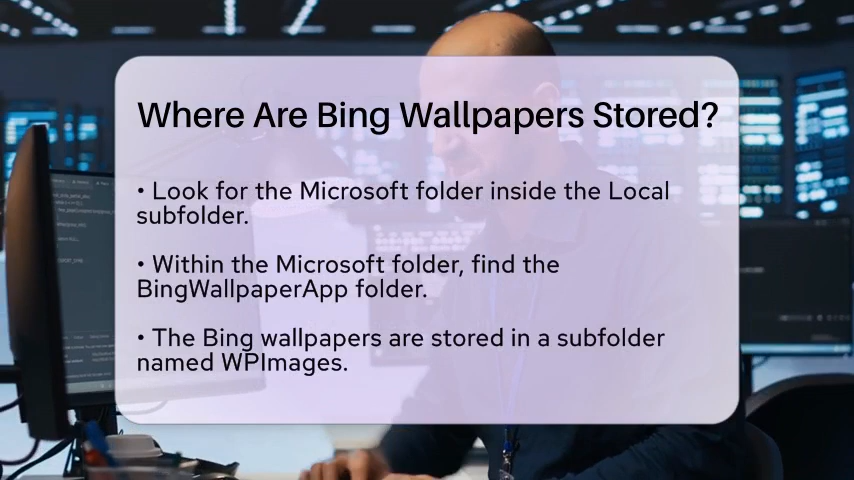 Where Are Bing Wallpapers Stored?
• Look for the Microsoft folder inside the Local
subfolder.
• Within the Microsoft folder, find the
BingWallpaperApp folder.
• The Bing wallpapers are stored in a subfolder
named WPImages.